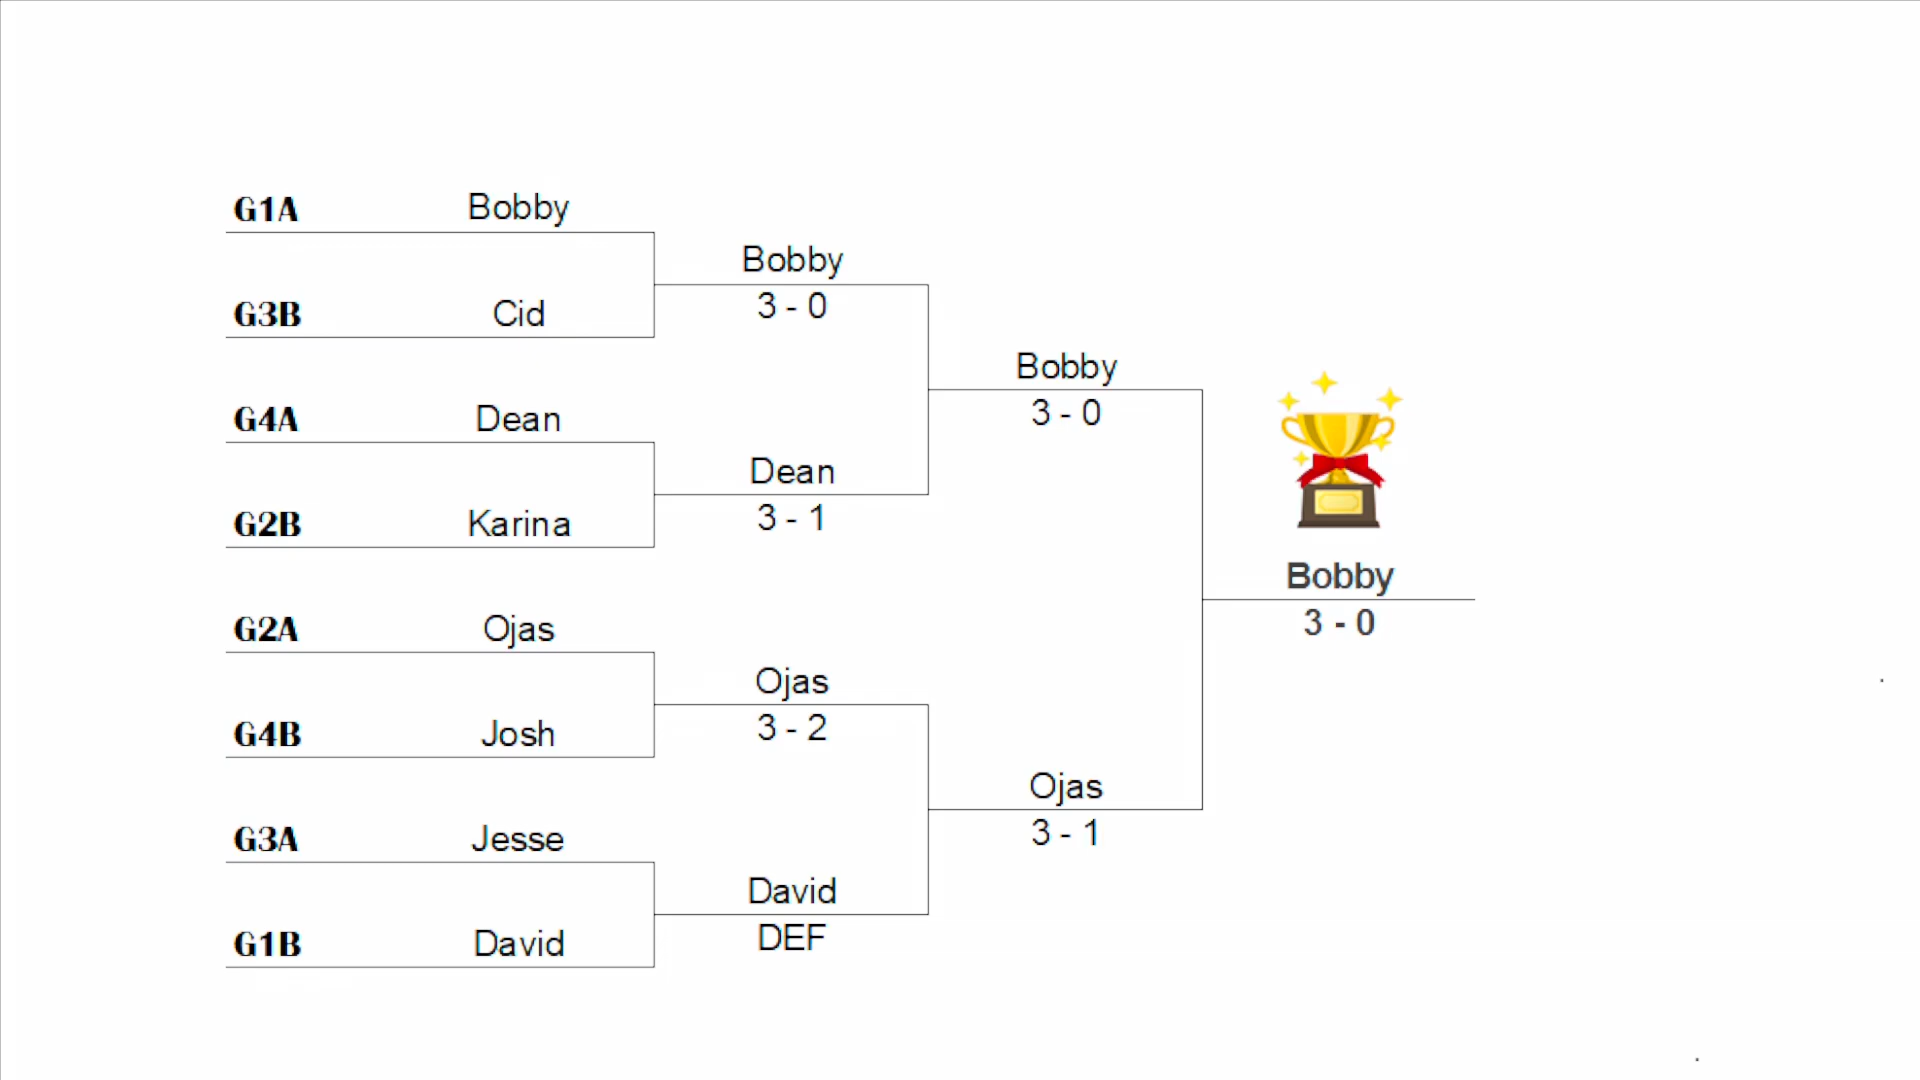 G1A Bobby
Bobby
3 - 0
G3B Cid
Bobby
3 - 0
G4A Dean
Dean
3 - 1
G2B Karina
Bobby
3 - 0
G2A Ojas
Ojas
3 - 2
G4B Josh
Ojas
3 - 1
G3A Jesse
David
DEF
G1B David